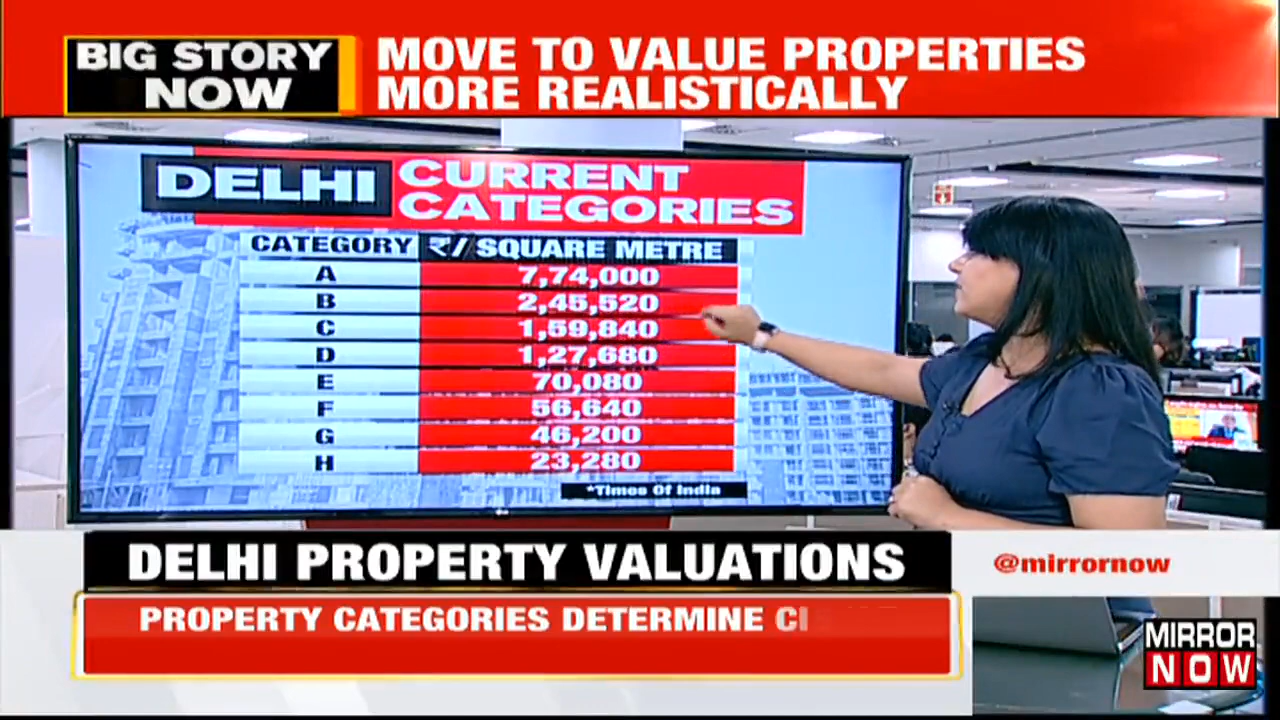 BIG STORY
NOW
MOVE TO VALUE PROPERTIES
MORE REALISTICALLY
DELHI
CURRENT
CATEGORIES
CATEGORY ₹/ SQUARE METRE
A 7,74,000
B 2,45,520
C 1,59,840
D 1,27,680
E 70,080
F 56,640
G 46,200
H 23,280
*Times Of India
DELHI PROPERTY VALUATIONS
@mirrornow
PROPERTY CATEGORIES DETERMINE CI
MIRROR
NOW